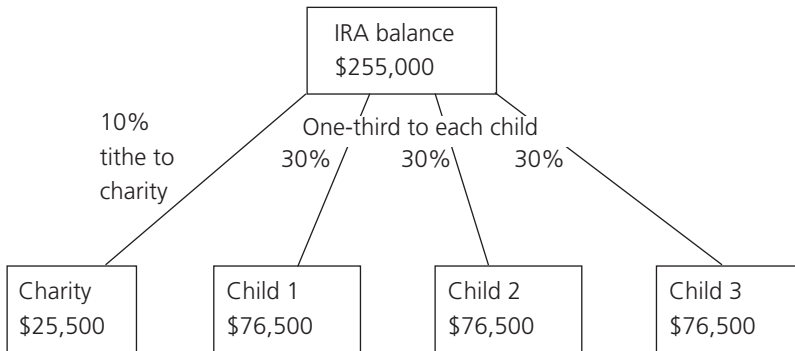 IRA balance
$255,000
10%
tithe to
charity
One-third to each child
30%
30%
30%
Charity
$25,500
Child 1
$76,500
Child 2
$76,500
Child 3
$76,500